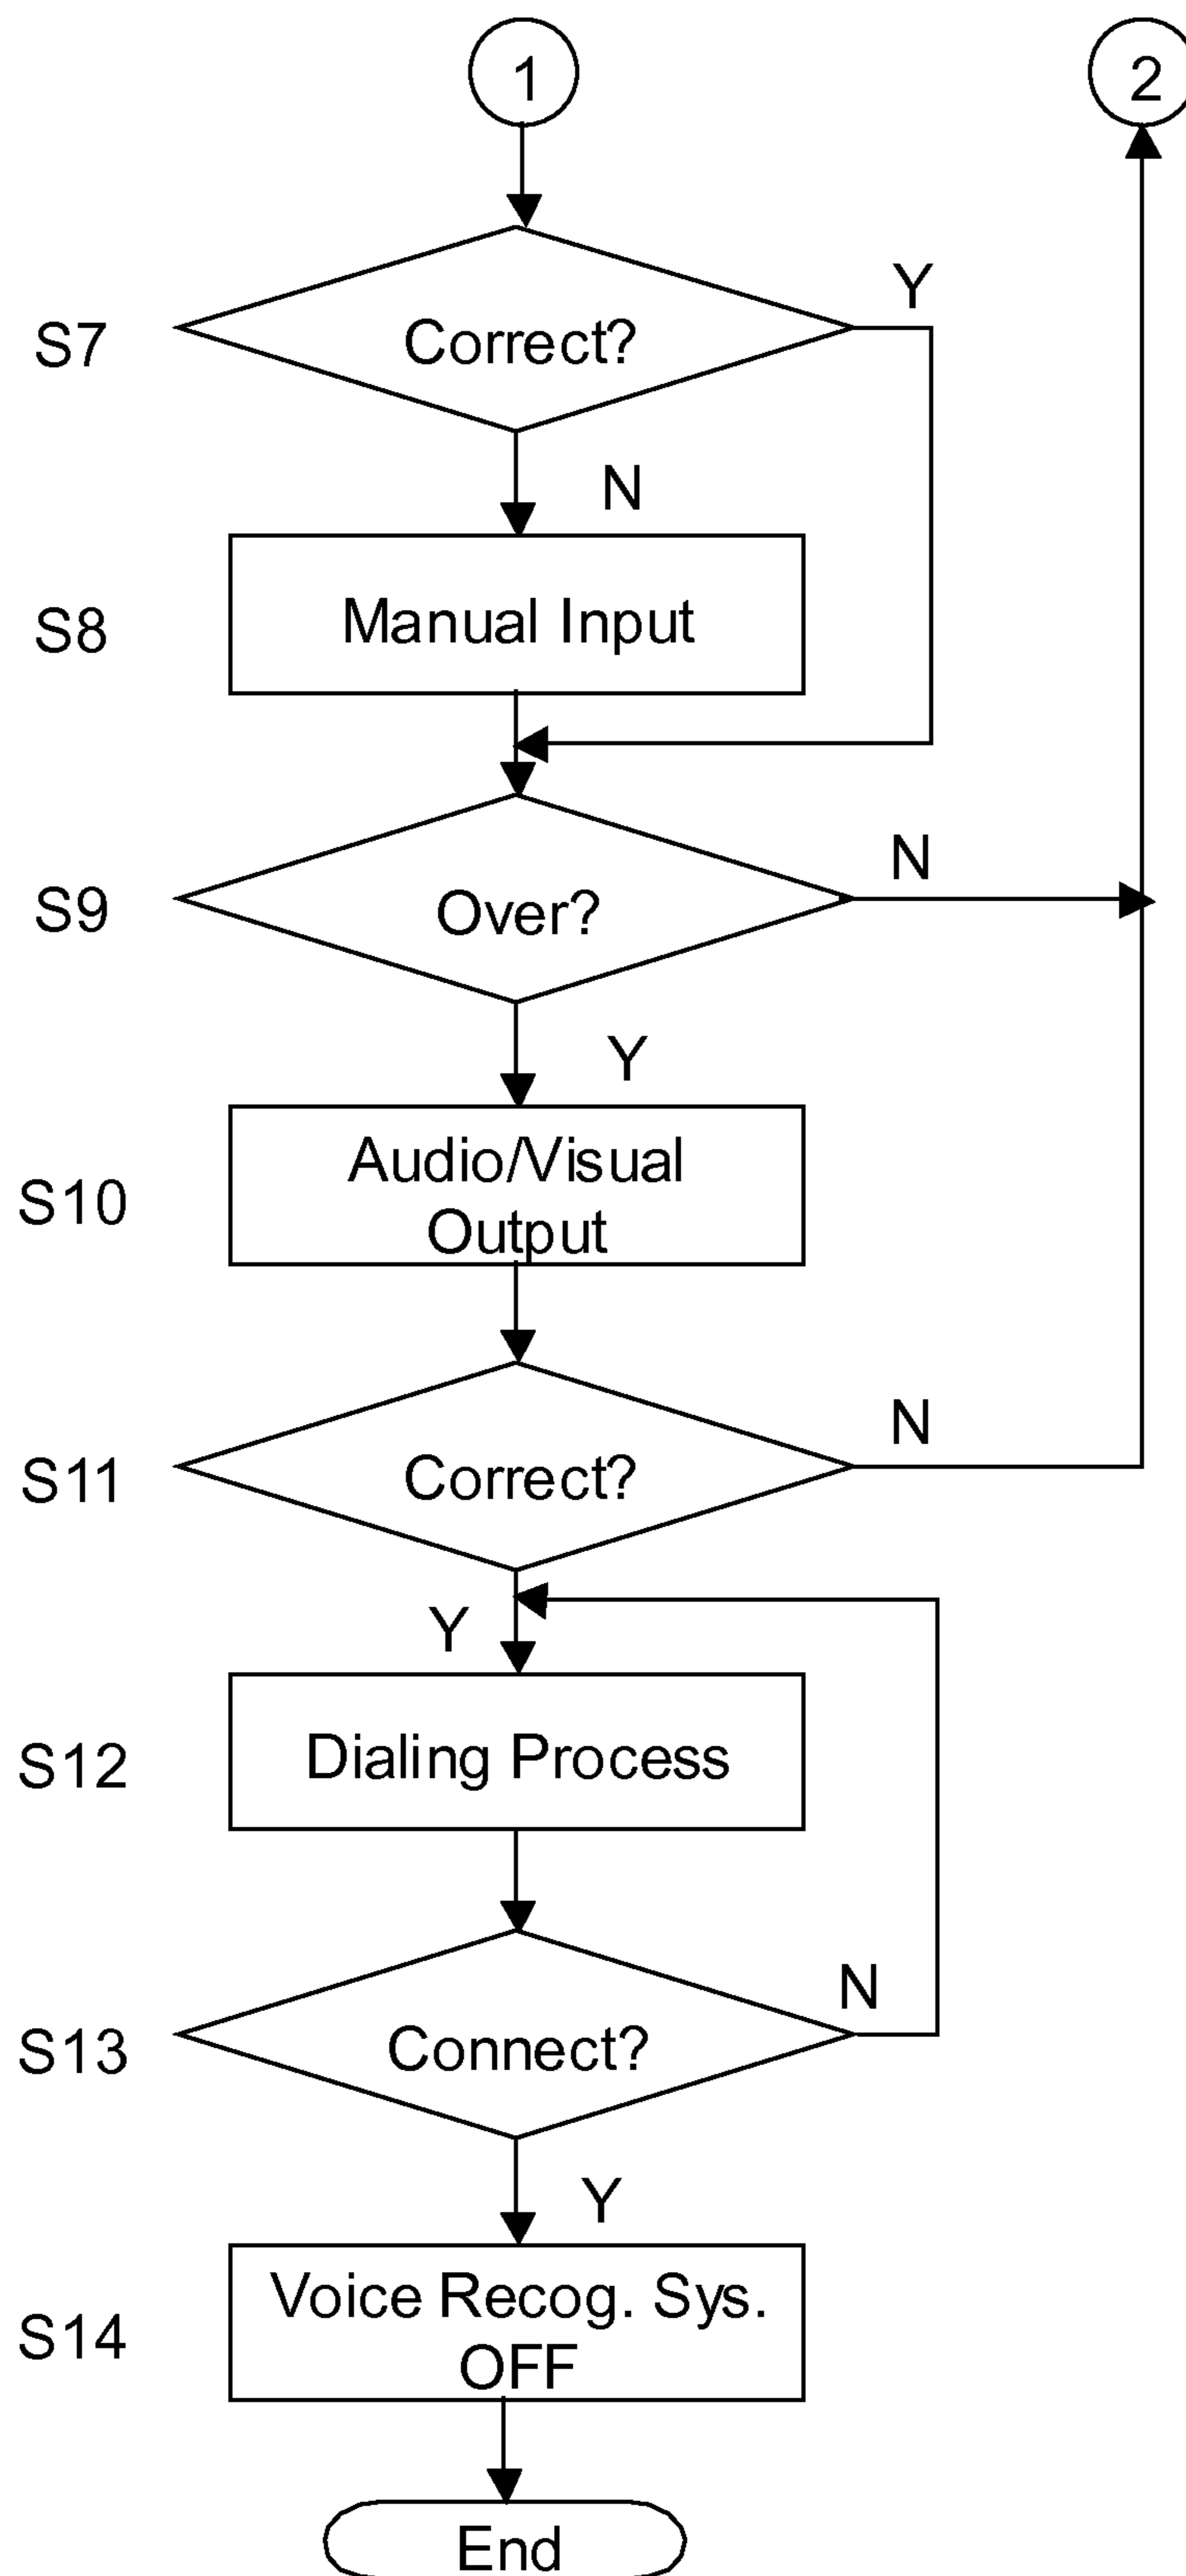 1
2
S7
Correct?
Y
N
S8
Manual Input
S9
Over?
N
Y
S10
Audio/Visual
Output
S11
Correct?
N
Y
S12
Dialing Process
S13
Connect?
N
Y
S14
Voice Recog. Sys.
OFF
End